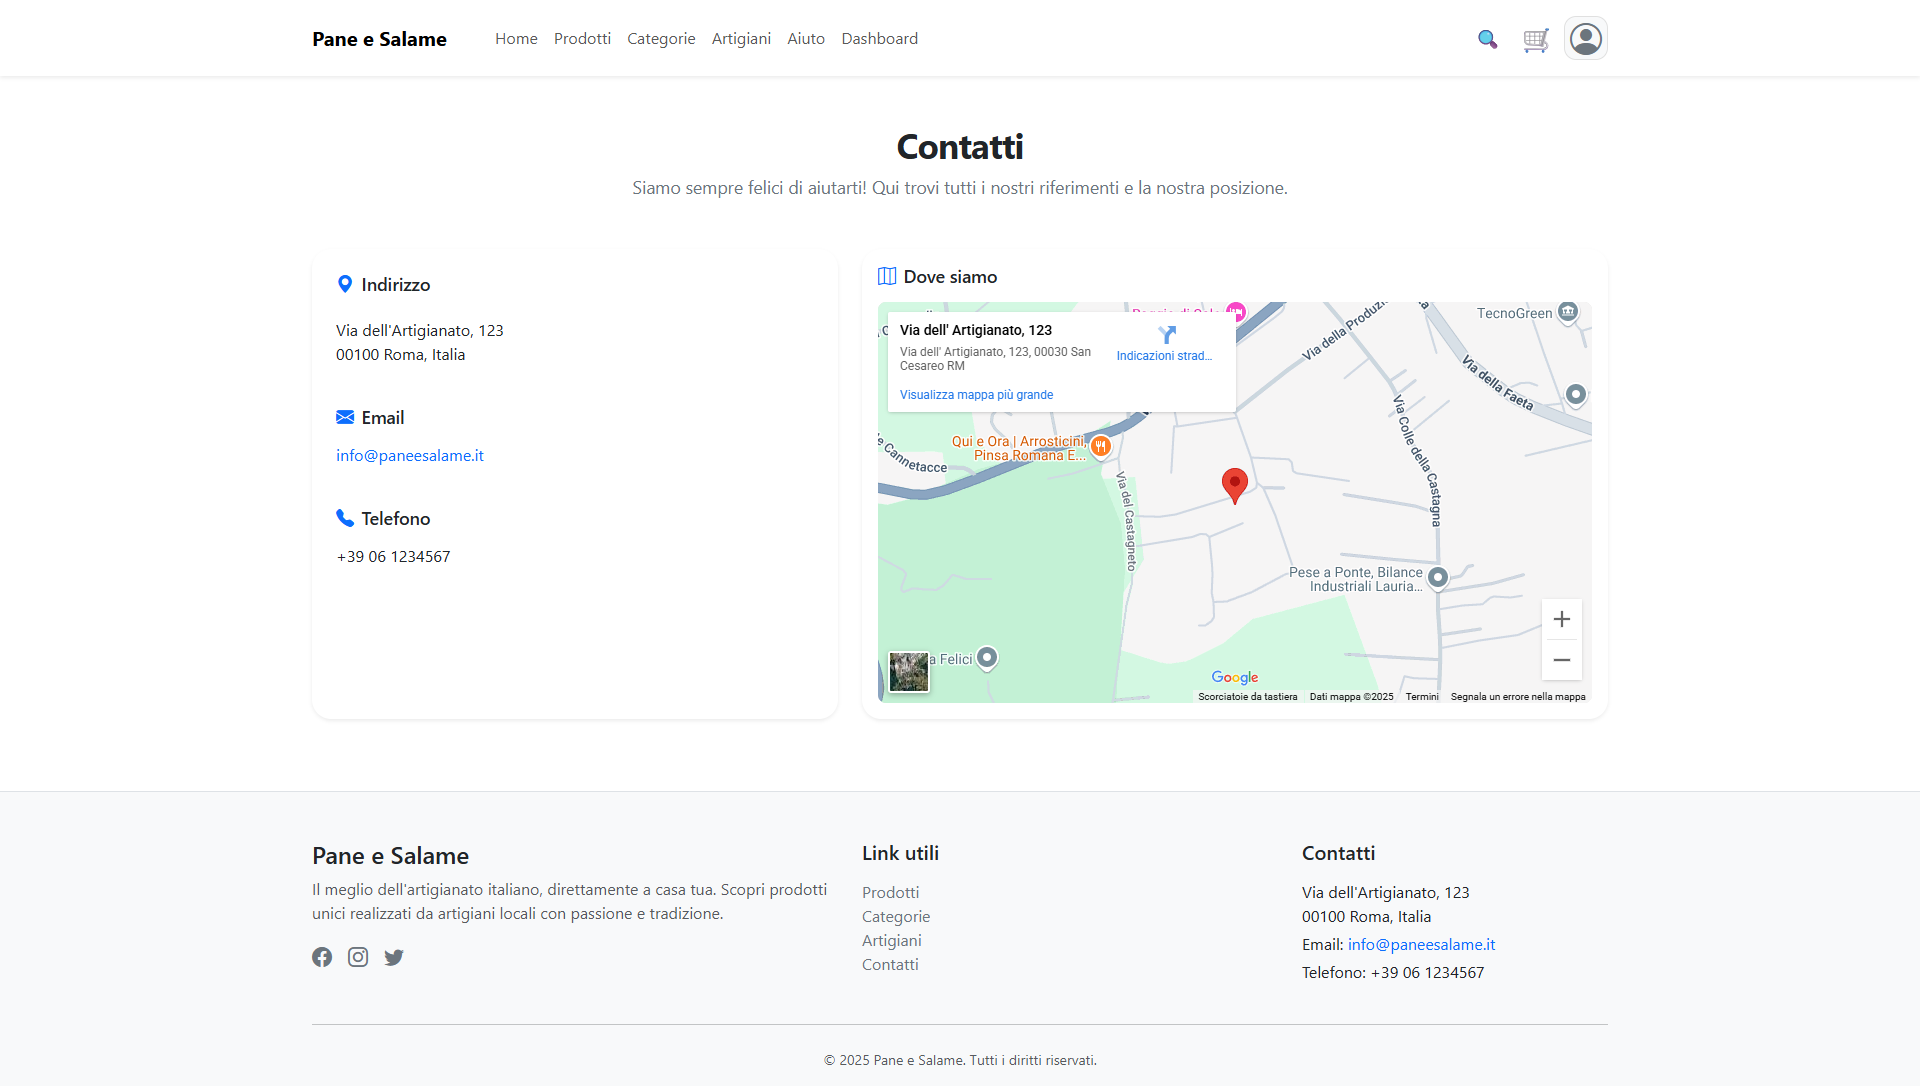 Pane e Salame
Home
Prodotti
Categorie
Artigiani
Aiuto
Dashboard
Contatti
Siamo sempre felici di aiutarti! Qui trovi tutti i nostri riferimenti e la nostra posizione.
Indirizzo
Via dell'Artigianato, 123
00100 Roma, Italia
Email
info@paneesalame.it
Telefono
+39 06 1234567
Dove siamo
Via dell' Artigianato, 123
Via dell' Artigianato, 123, 00030 San
Cesareo RM
Indicazioni strad...
Visualizza mappa più grande
Via della Produzi
TecnoGreen
Via della Faeta
Via Colle della Castagna
Qui e Ora | Arrosticini,
Pinsa Romana E...
Cannetacce
Via del Castagneto
Pese a Ponte, Bilance
Industriali Lauria...
a Felici
Google
Scorciatoie da tastiera
Dati mappa ©2025
Termini
Segnala un errore nella mappa
Pane e Salame
Il meglio dell'artigianato italiano, direttamente a casa tua. Scopri prodotti
unici realizzati da artigiani locali con passione e tradizione.
Link utili
Prodotti
Categorie
Artigiani
Contatti
Contatti
Via dell'Artigianato, 123
00100 Roma, Italia
Email: info@paneesalame.it
Telefono: +39 06 1234567
© 2025 Pane e Salame. Tutti i diritti riservati.